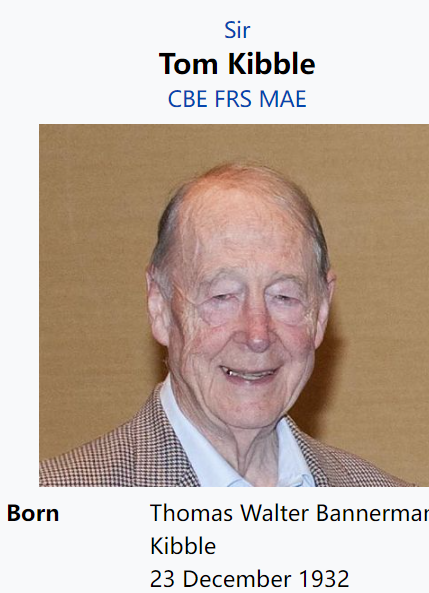 Sir
Tom Kibble
CBE FRS MAE
Born
Thomas Walter Bannerman
Kibble
23 December 1932